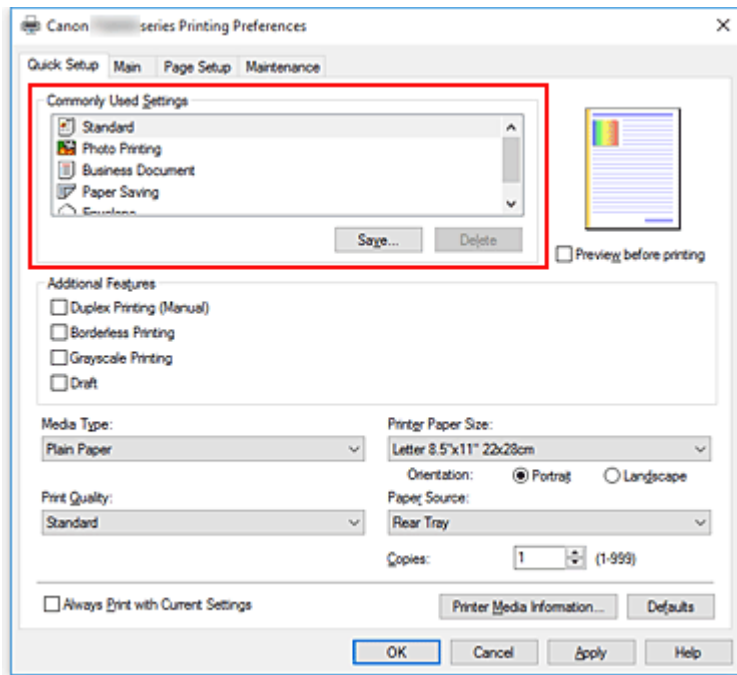 Canon series Printing Preferences
Quick Setup Main Page Setup Maintenance
Commonly Used Settings
Standard
Photo Printing
Business Document
Paper Saving
Envelope
Save... Delete
Preview before printing
Additional Features
Duplex Printing (Manual)
Borderless Printing
Grayscale Printing
Draft
Media Type: Printer Paper Size:
Plain Paper Letter 8.5"x11" 22x28cm
Orientation: Portrait Landscape
Print Quality: Paper Source:
Standard Rear Tray
Copies: 1 (1-999)
Always Print with Current Settings Printer Media Information... Defaults
OK Cancel Apply Help